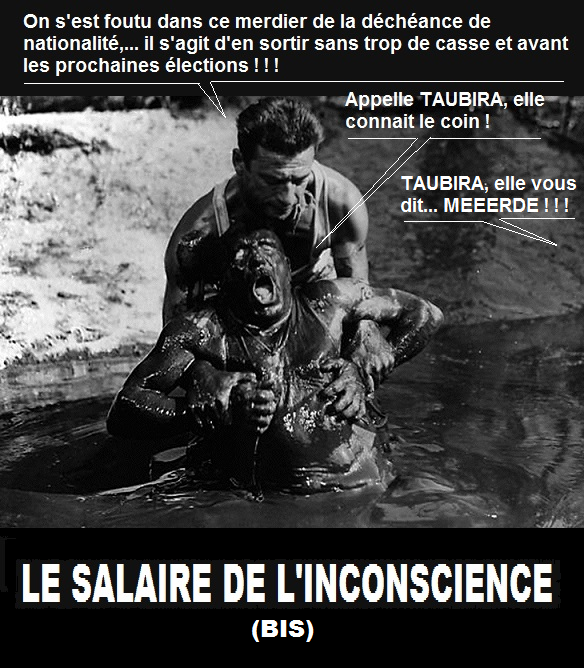 On s'est foutu dans ce merdier de la déchéance de
nationalité,... il s'agit d'en sortir sans trop de casse et avant
les prochaines élections ! ! !
Appelle TAUBIRA, elle
connait le coin !
TAUBIRA, elle vous
dit... MEEERDE ! ! !
LE SALAIRE DE L'INCONSCIENCE
(BIS)